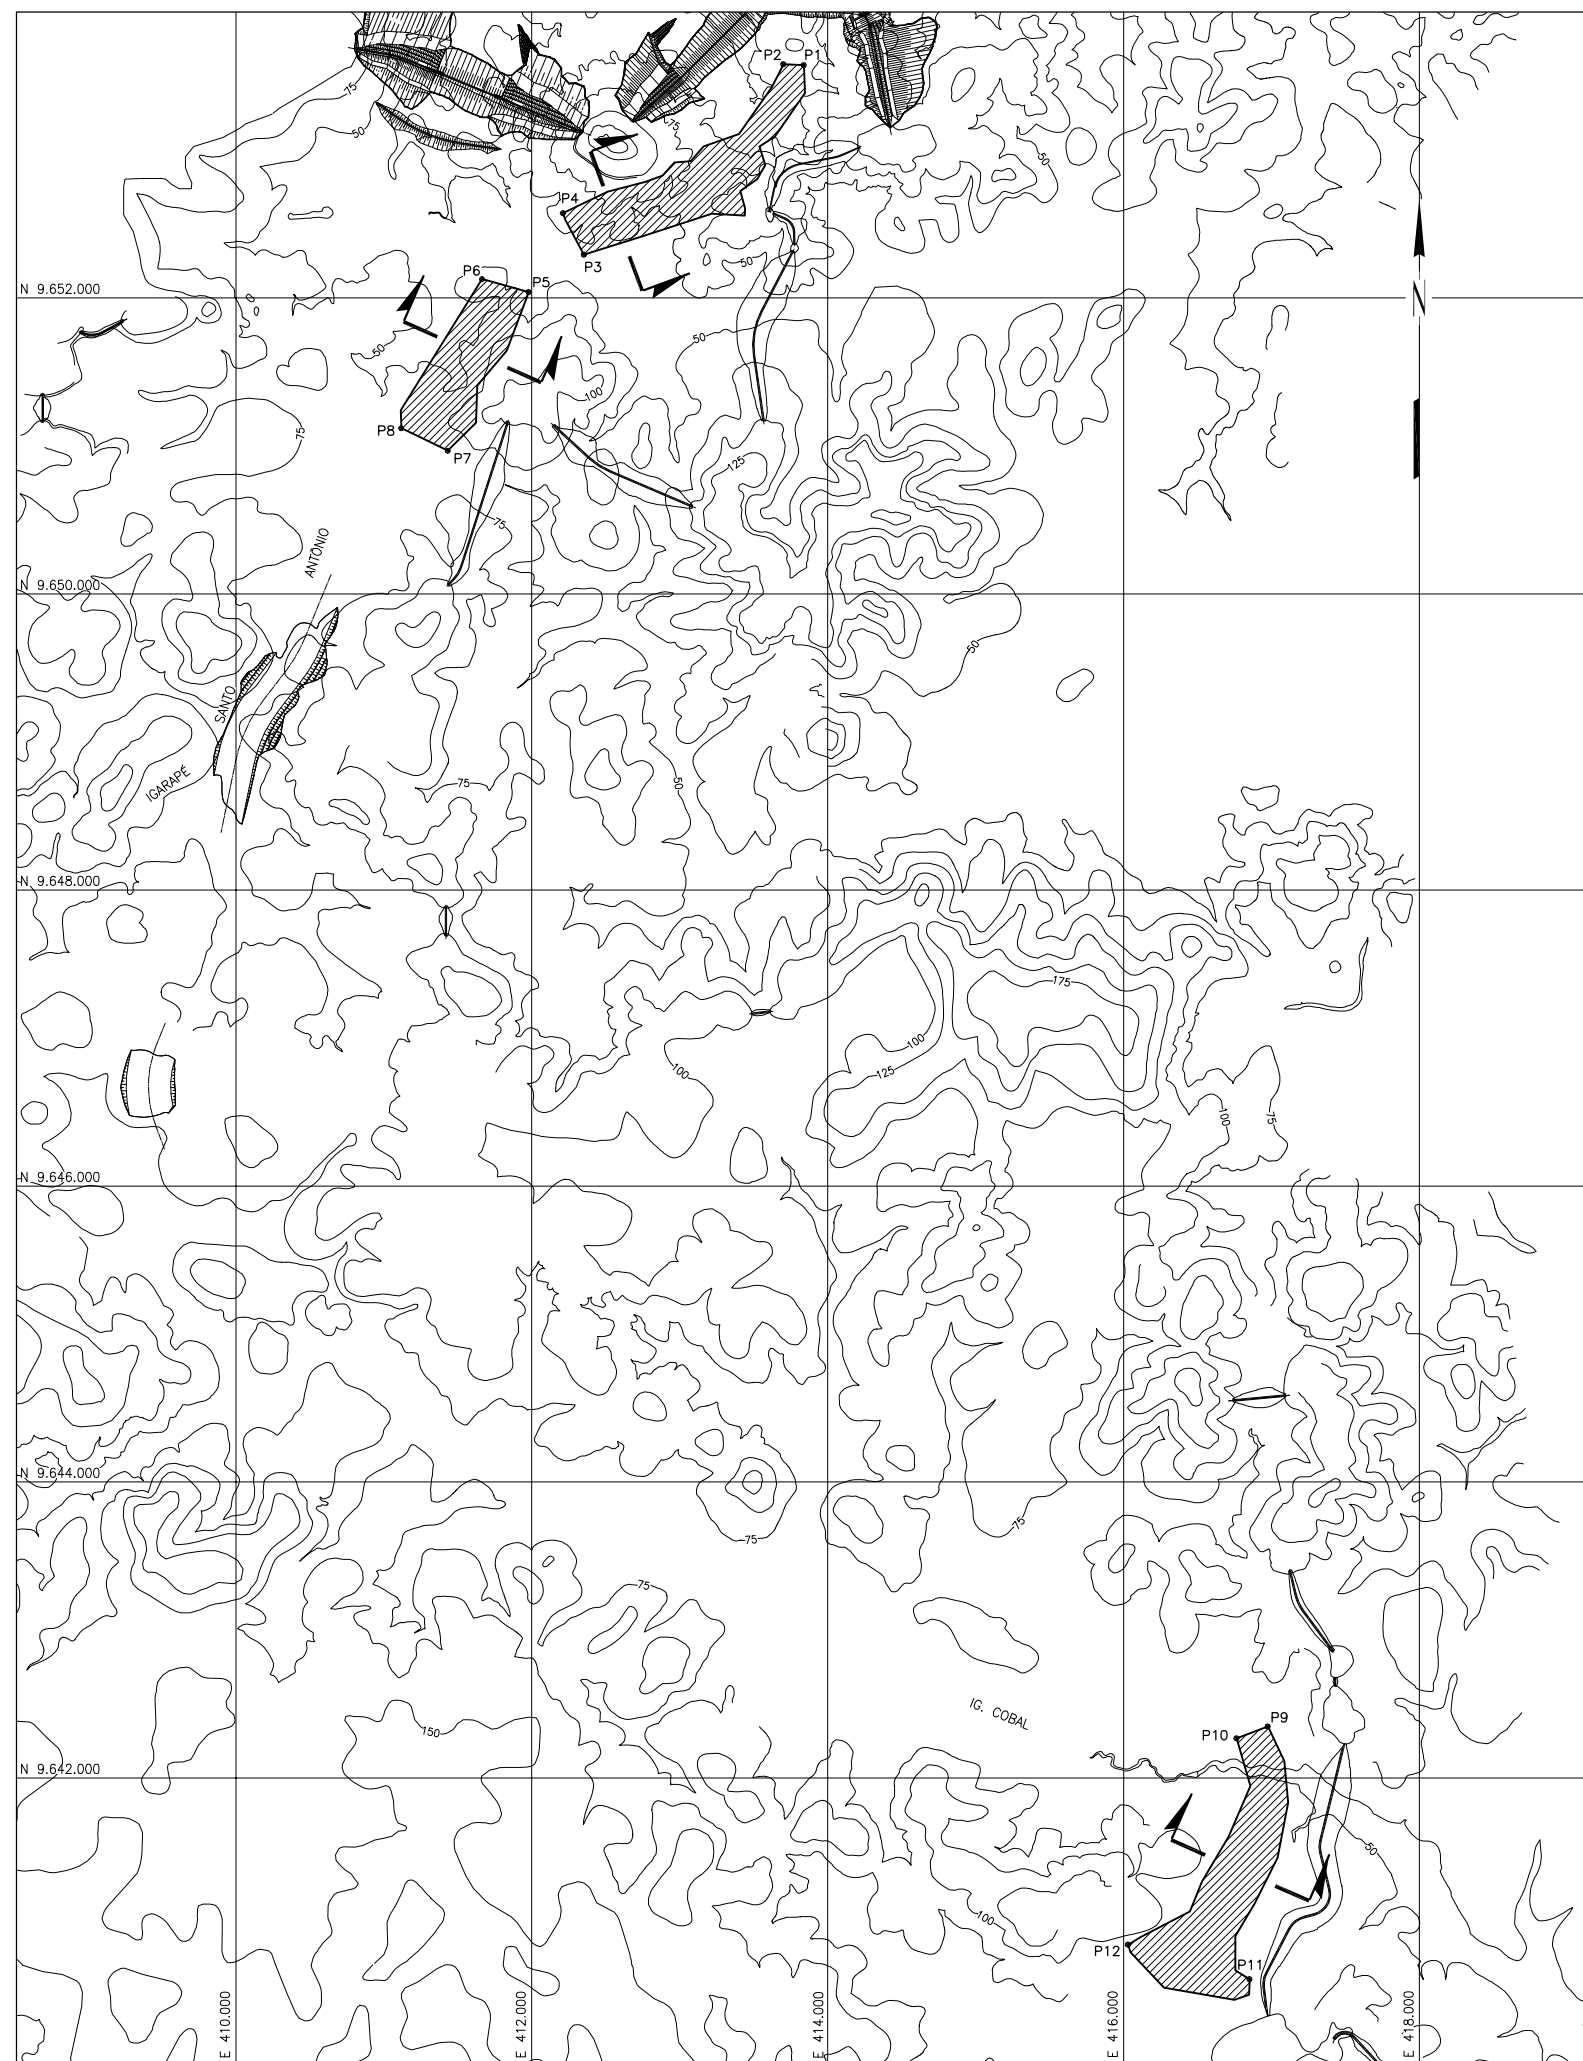 P2 P1
75
75
50
50
P4
P3
50
P6 P5
N 9.652.000
N
50
50
100
P8
75
P7
125
75
ANTÔNIO
N 9.650.000
50
SANTO
IGARAPÉ
75
50
N 9.648.000
175
100
100
125
100
75
N 9.646.000
N 9.644.000
75
75
75
IG. COBAL
P9
P10
150
N 9.642.000
50
100
P12
P11
E 410.000
E 412.000
E 414.000
E 416.000
E 418.000